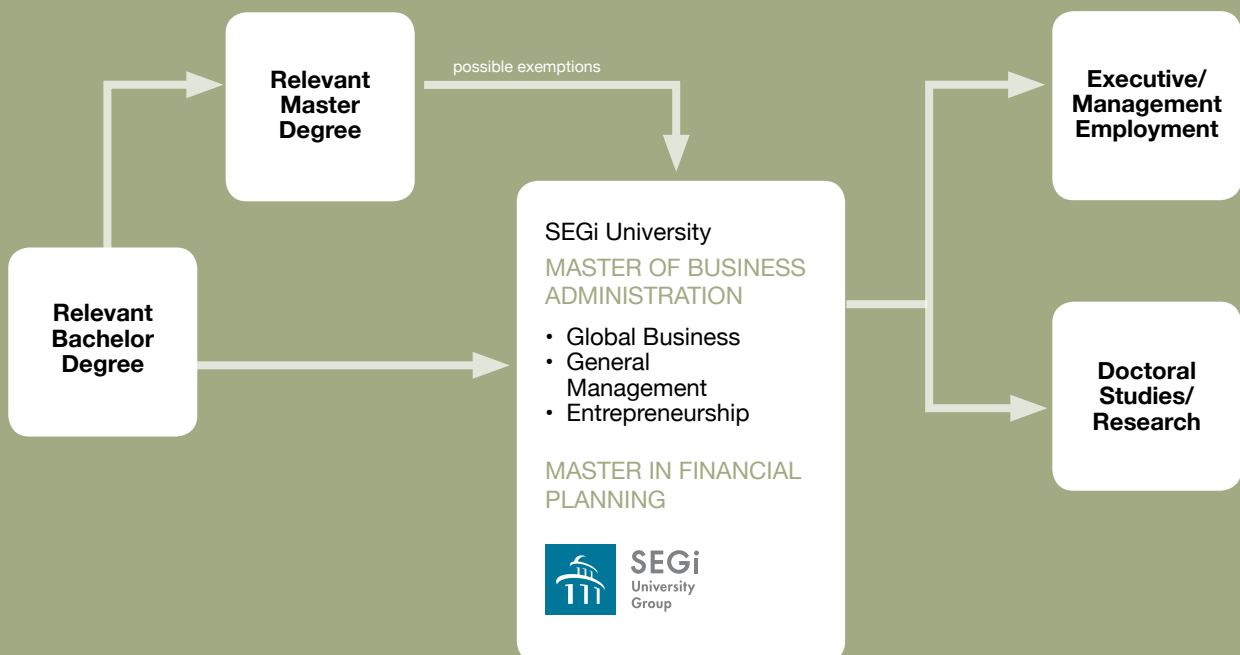 Relevant
Master
Degree
possible exemptions
Executive/
Management
Employment
Relevant
Bachelor
Degree
SEGi University
MASTER OF BUSINESS
ADMINISTRATION
• Global Business
• General
Management
• Entrepreneurship
MASTER IN FINANCIAL
PLANNING
SEGi
University
Group
Doctoral
Studies/
Research